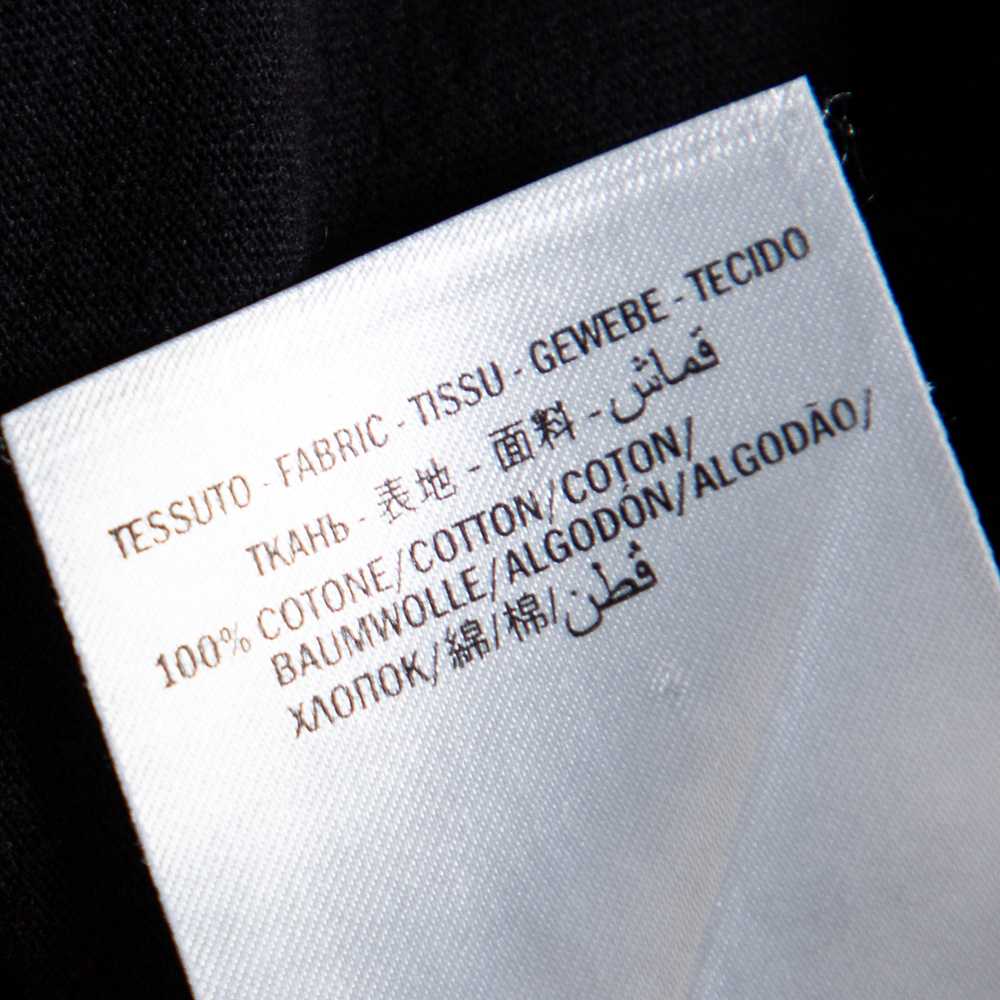 TESSUTO - FABRIC - TISSU - GEWEBE - TECIDO
ТКАНЬ - 表地 - 面料 - قماش
100% COTONE/COTTON/COTON/
BAUMWOLLE/ALGODÓN/ALGODÃO/
ХЛОПОК/綿/棉/قطن